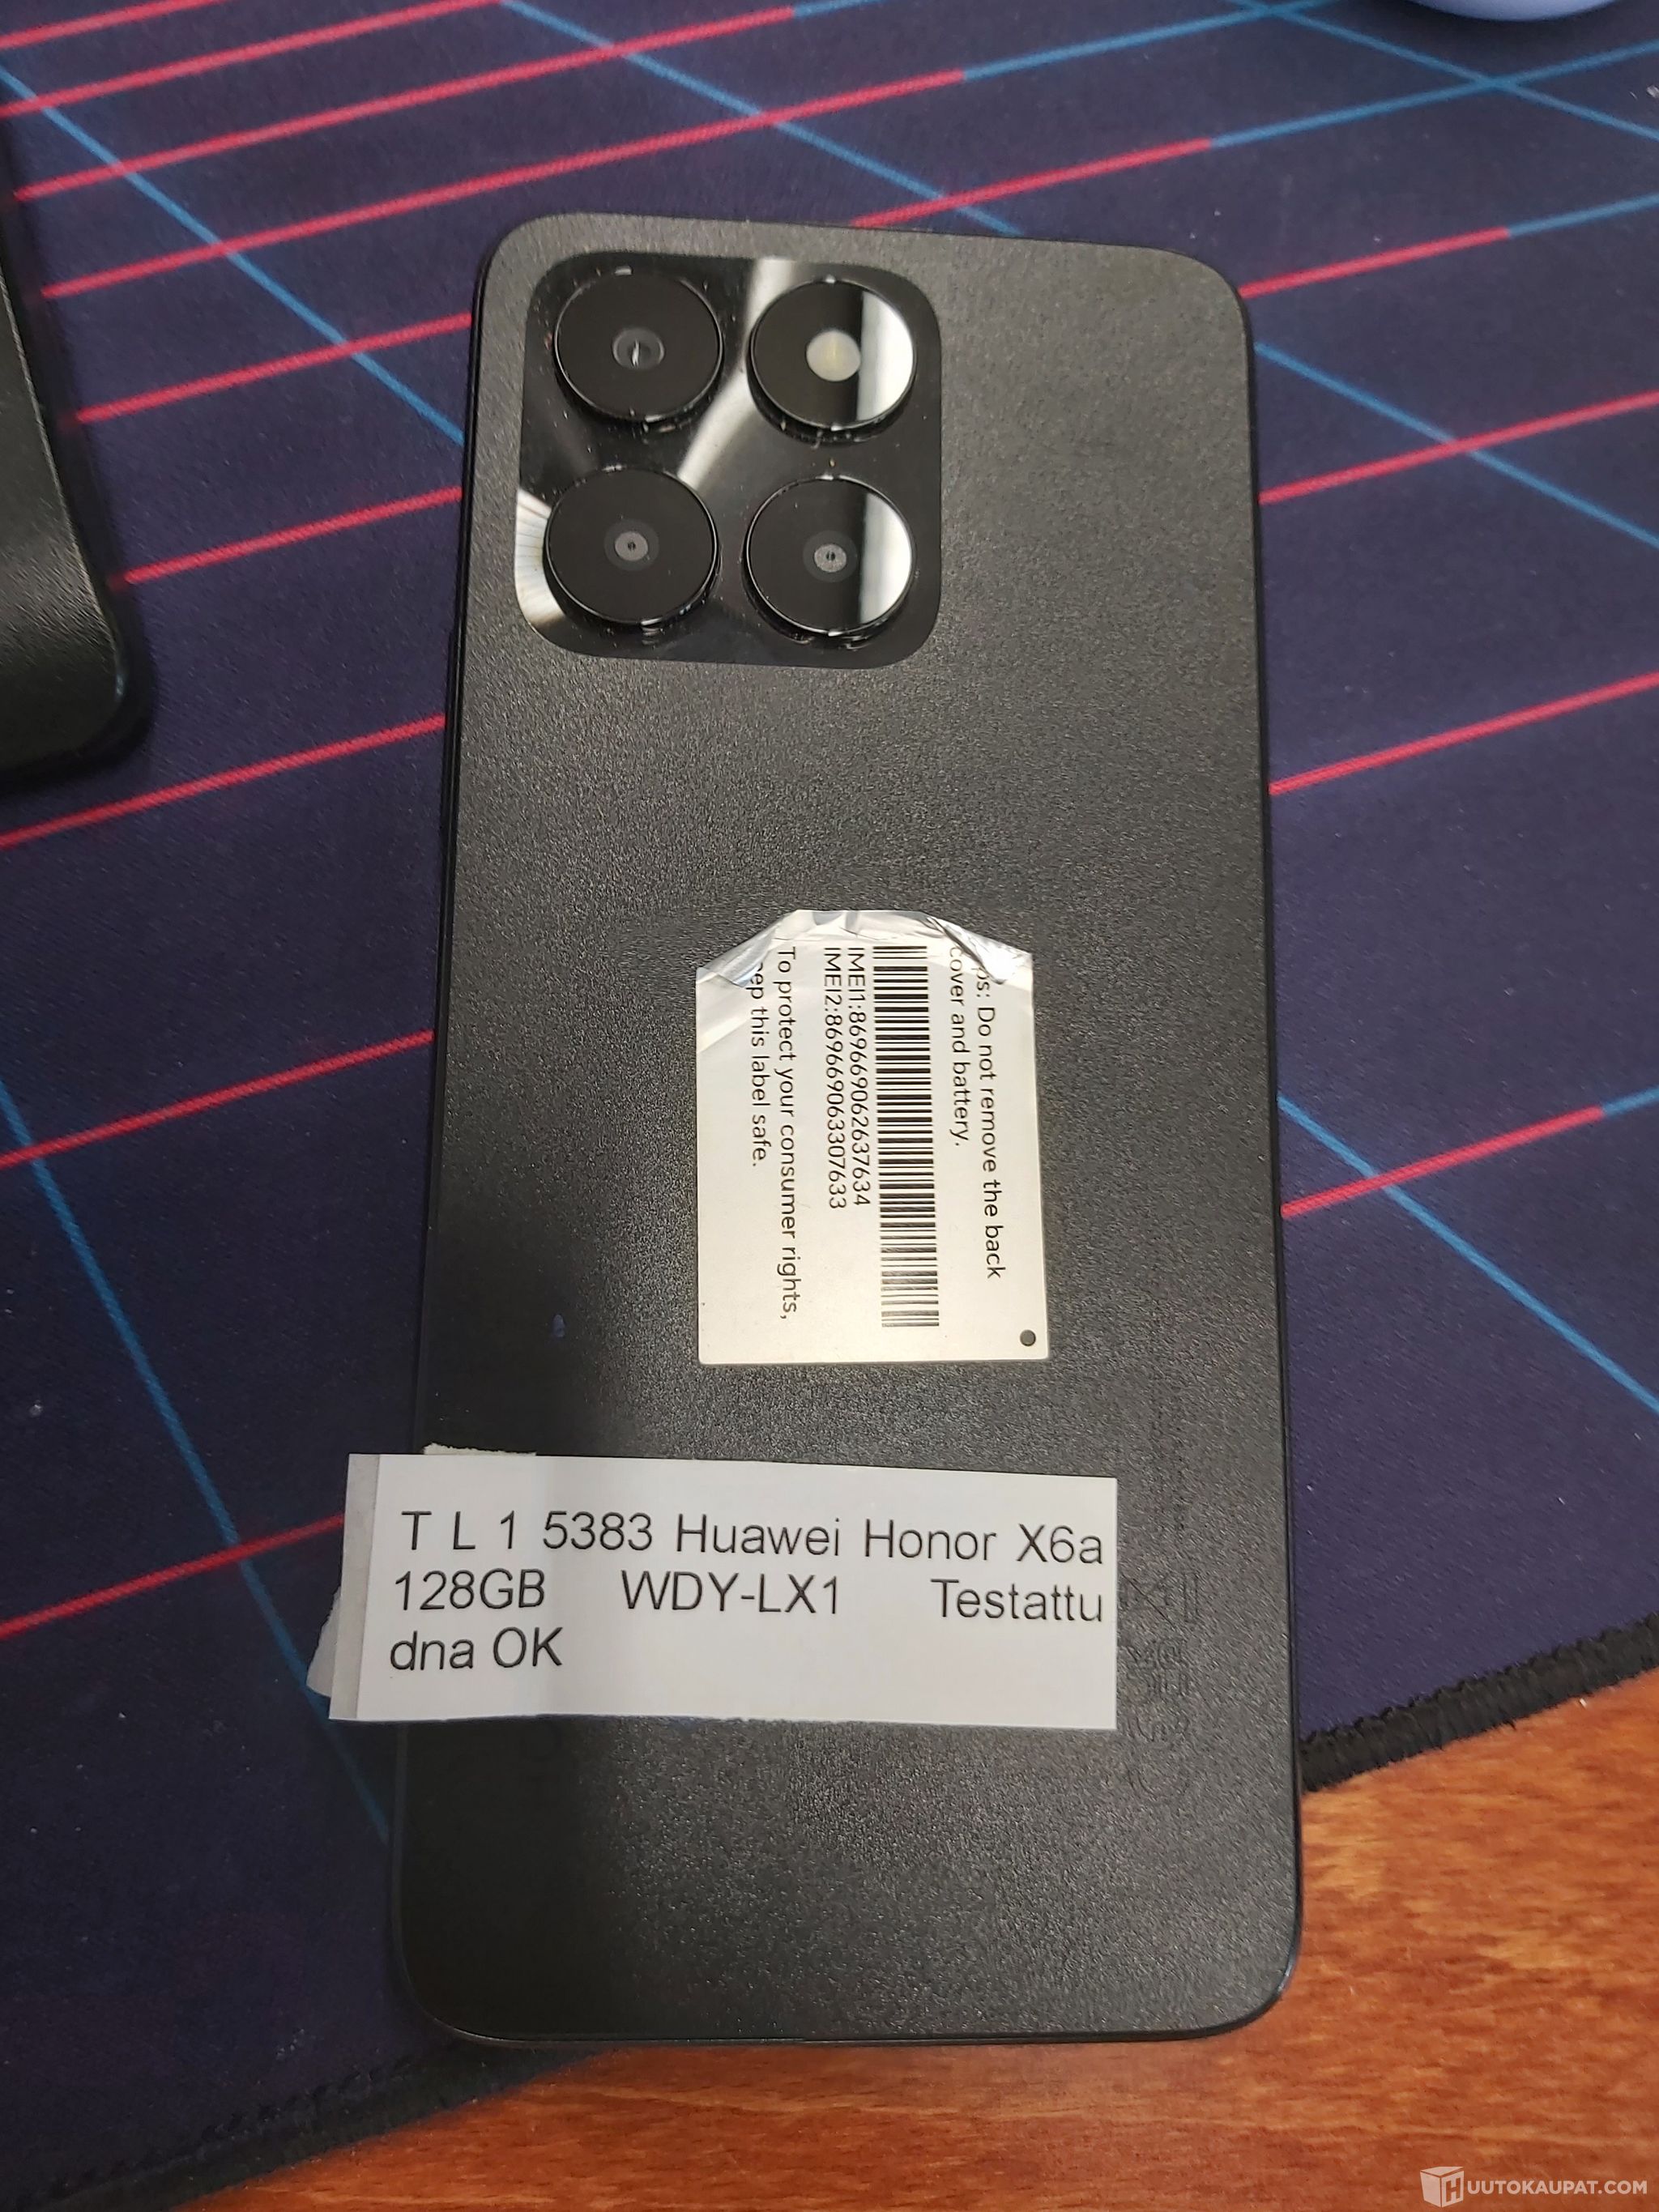 ps: Do not remove the back
cover and battery.
IMEI1:869669062637634
IMEI2:869669063307633
To protect your consumer rights,
this label safe.
T L 1 5383 Huawei Honor X6a
128GB WDY-LX1 Testattu
dna OK
HUUTOKAUPAT.COM